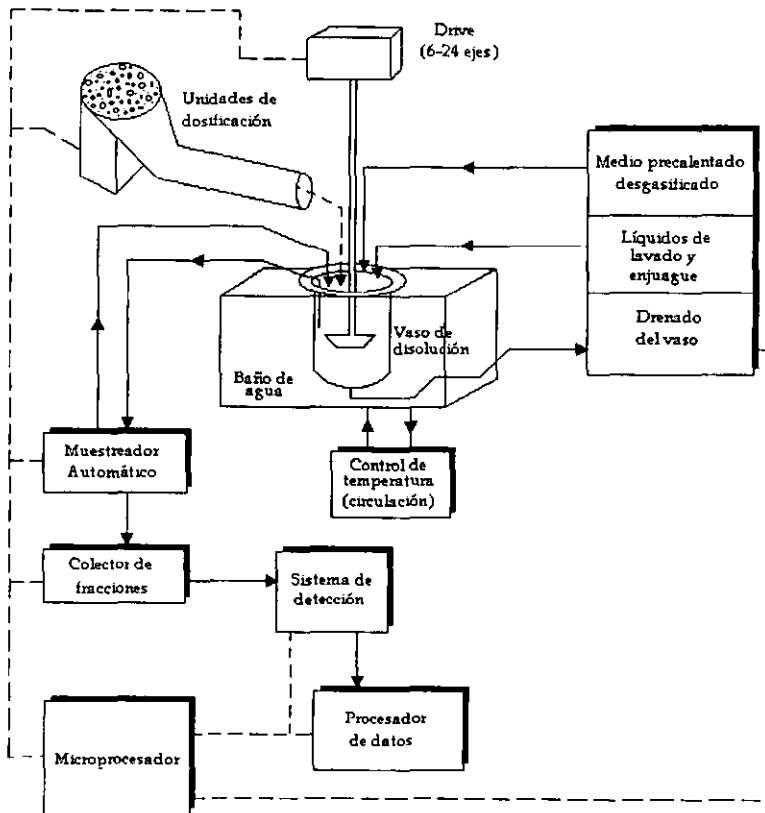 Drive
(6-24 ejes)
Unidades de
dosificación
Medio precalentado
desgasificado
Líquidos de
lavado y
enjuague
Drenado
del vaso
Vaso de
disolución
Baño de
agua
Muestreador
Automático
Control de
temperatura
(circulación)
Colector de
fracciones
Sistema de
detección
Procesador
de datos
Microprocesador